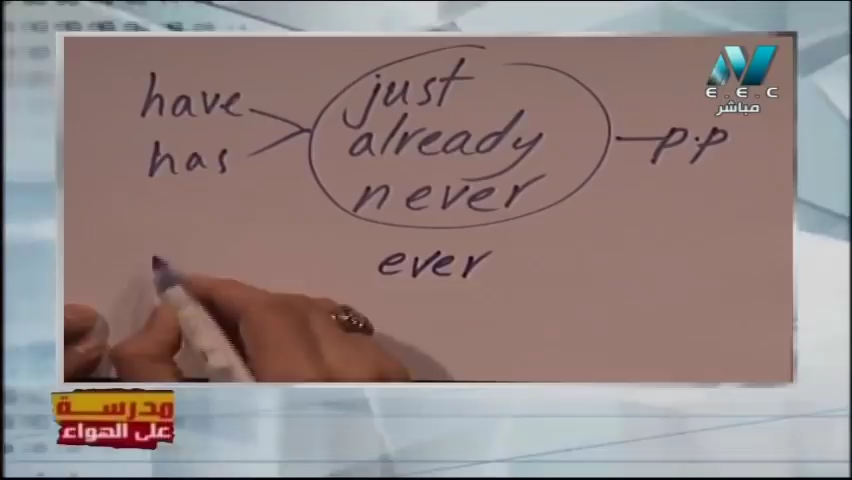 have just
has already p.p
never
ever
E.E.C
مباشر
مدرسة
على الهواء